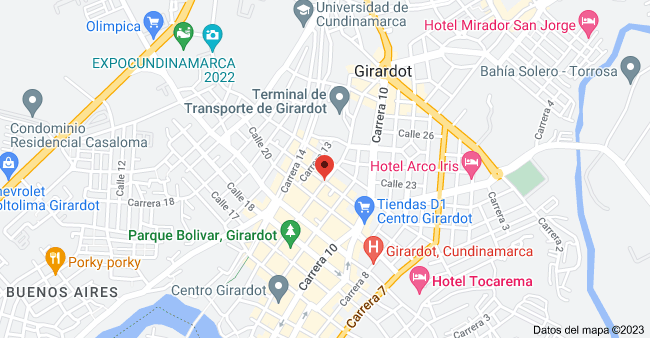 Universidad de
Cundinamarca
Olimpica
Hotel Mirador San Jorge
EXPOCUNDINAMARCA
2022
Girardot
Bahía Solero - Torrosa
Terminal de
Transporte de Girardot
Carrera 10
Carrera 4
Condominio
Residencial Casaloma
Calle 20
Calle 26
Carrera 14
Carrera 13
Hotel Arco Iris
Chevrolet
oltolima Girardot
Calle 12
Carrera 18
Calle 18
Calle 17
Calle 23
Tiendas D1
Centro Girardot
Carrera 3
Carrera 2
Parque Bolivar, Girardot
Girardot, Cundinamarca
Porky porky
Carrera 10
Carrera 8
Hotel Tocarema
BUENOS AIRES
Centro Girardot
Carrera 7
Carrera 3
Datos del mapa ©2023